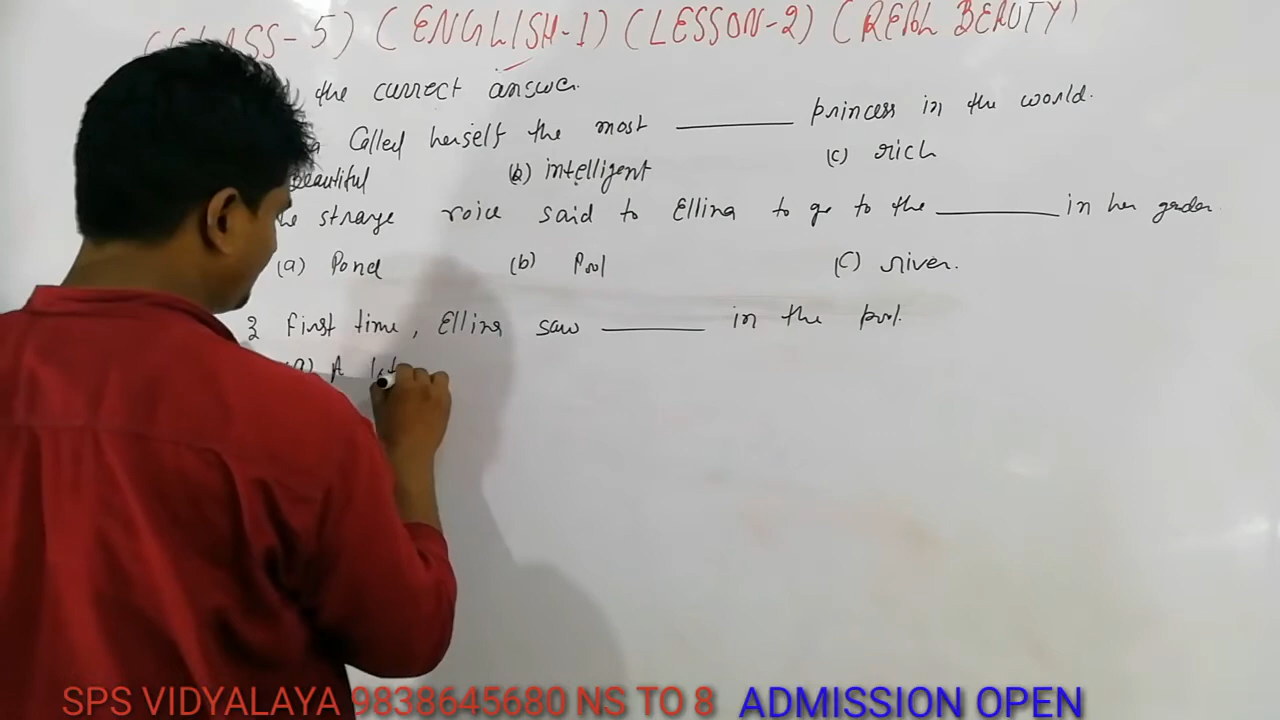 (CLASS-5) (ENGLISH-1) (LESSON-2) (REAL BEAUTY)
the currect answer.
Called herself the most ______ princess in the world.
beautiful (b) intelligent (c) rich
strange voice said to Ellina to go to the ______ in her garden.
(a) Pond (b) Pool (C) river.
3 First time, Ellina saw ______ in the pool.
(a) A
SPS VIDYALAYA 9838645680 NS TO 8 ADMISSION OPEN